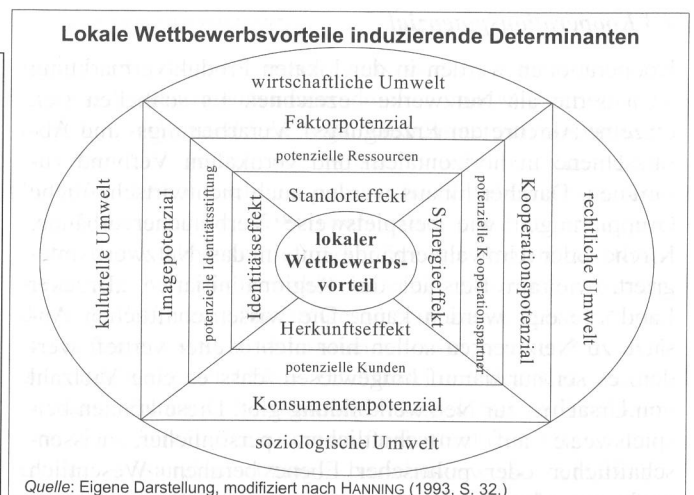 Lokale Wettbewerbsvorteile induzierende Determinanten
wirtschaftliche Umwelt
Faktorpotenzial
potenzielle Ressourcen
Standorteffekt
kulturelle Umwelt
Imagepotenzial
potenzielle Identitätsstiftung
Identitätseffekt
lokaler
Wettbewerbs-
vorteil
Synergieeffekt
potenzielle Kooperationspartner
Kooperationspotenzial
rechtliche Umwelt
Herkunftseffekt
potenzielle Kunden
Konsumentenpotenzial
soziologische Umwelt
Quelle: Eigene Darstellung, modifiziert nach HANNING (1993, S. 32.)